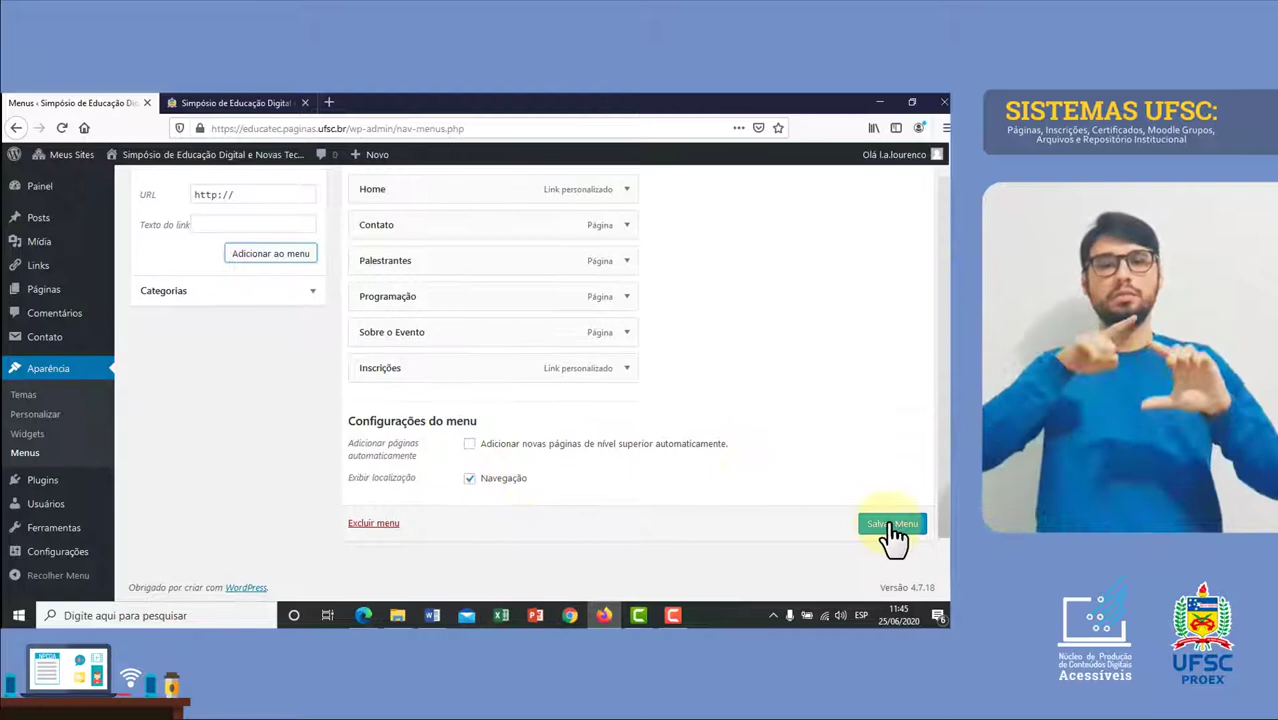 SISTEMAS UFSC:
Páginas, Inscrições, Certificados, Moodle Grupos,
Arquivos e Repositório Institucional
Menus ‹ Simpósio de Educação Dig
Simpósio de Educação Digital
https://educatec.paginas.ufsc.br/wp-admin/nav-menus.php
Meus Sites
Simpósio de Educação Digital e Novas Tec...
0
Novo
Olá l.a.lourenco
Painel
Posts
Mídia
Links
Páginas
Comentários
Contato
Aparência
Temas
Personalizar
Widgets
Menus
Plugins
Usuários
Ferramentas
Configurações
Recolher Menu
URL
http://
Texto do link
Adicionar ao menu
Categorias
Home Link personalizado
Contato Página
Palestrantes Página
Programação Página
Sobre o Evento Página
Inscrições Link personalizado
Configurações do menu
Adicionar páginas
automaticamente
Adicionar novas páginas de nível superior automaticamente.
Exibir localização
Navegação
Excluir menu
Salvar Menu
Obrigado por criar com WordPress.
Versão 4.7.18
Digite aqui para pesquisar
ESP
11:45
25/06/2020
6
Núcleo de Produção
de Conteúdos Digitais
Acessíveis
UFSC
PROEX
NPCDA